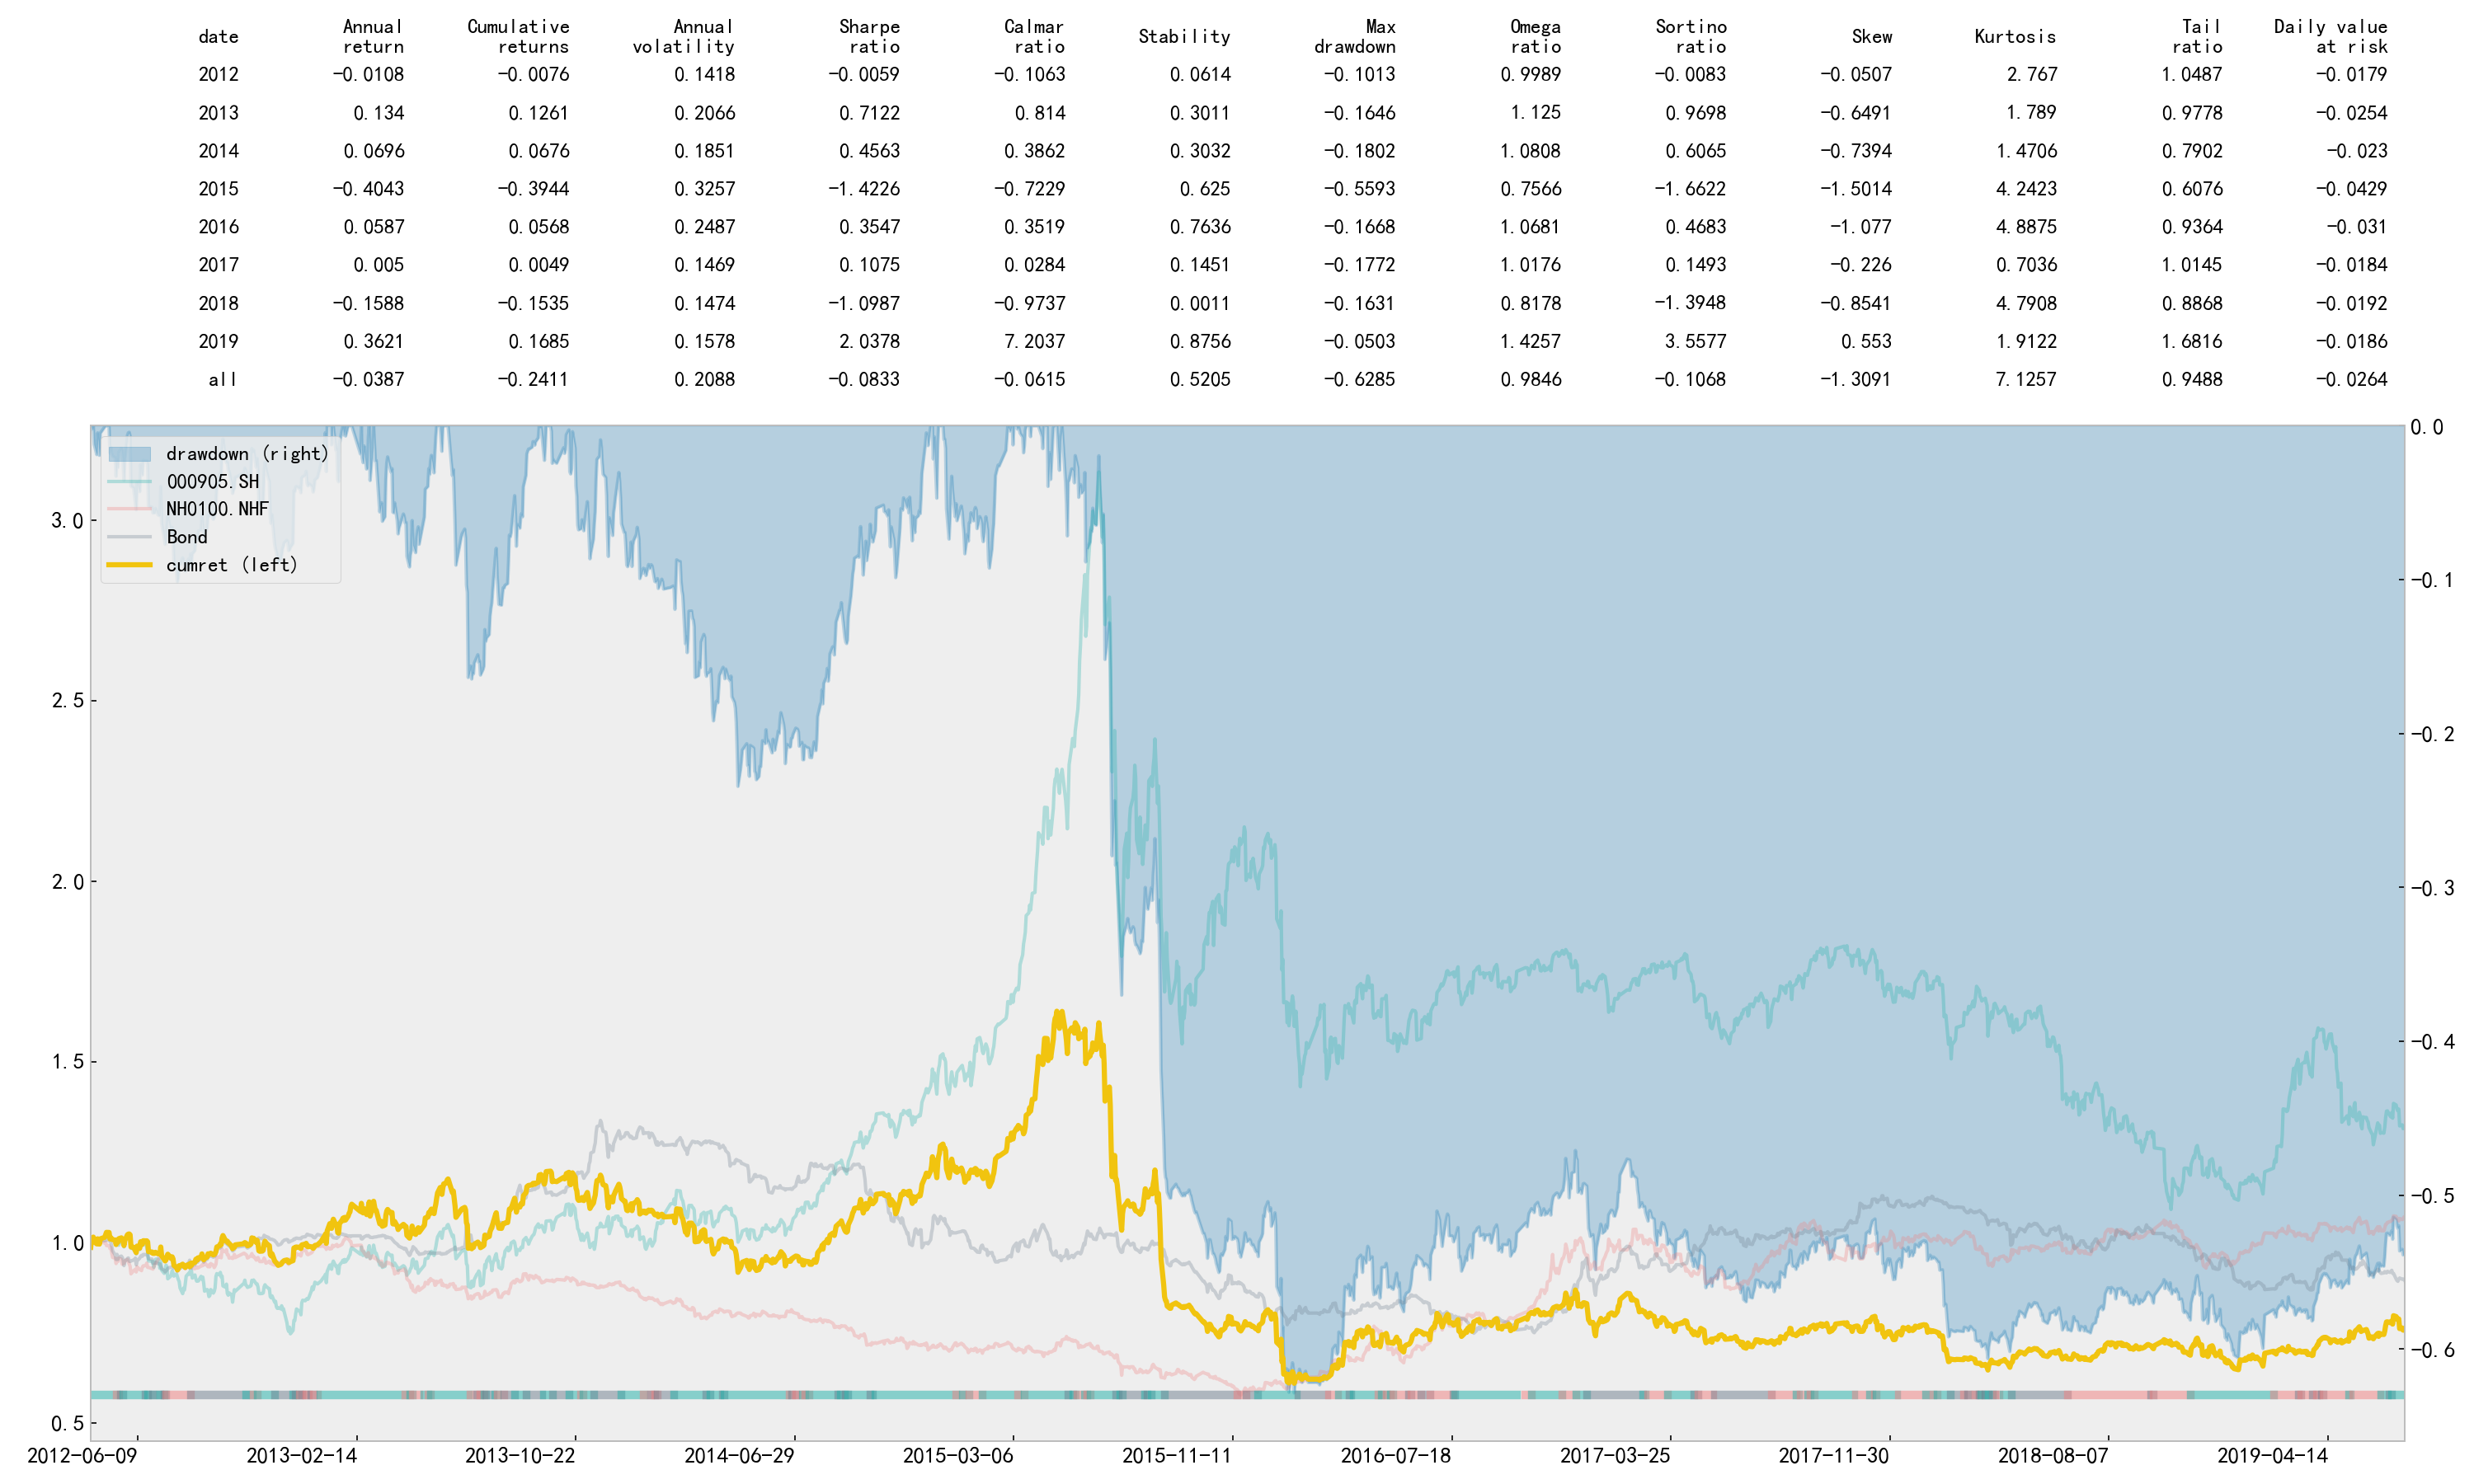 date Annual return Cumulative returns Annual volatility Sharpe ratio Calmar ratio Stability Max drawdown Omega ratio Sortino ratio Skew Kurtosis Tail ratio Daily value at risk
2012 -0.0108 -0.0076 0.1418 -0.0059 -0.1063 0.0614 -0.1013 0.9989 -0.0083 -0.0507 2.767 1.0487 -0.0179
2013 0.134 0.1261 0.2066 0.7122 0.814 0.3011 -0.1646 1.125 0.9698 -0.6491 1.789 0.9778 -0.0254
2014 0.0696 0.0676 0.1851 0.4563 0.3862 0.3032 -0.1802 1.0808 0.6065 -0.7394 1.4706 0.7902 -0.023
2015 -0.4043 -0.3944 0.3257 -1.4226 -0.7229 0.625 -0.5593 0.7566 -1.6622 -1.5014 4.2423 0.6076 -0.0429
2016 0.0587 0.0568 0.2487 0.3547 0.3519 0.7636 -0.1668 1.0681 0.4683 -1.077 4.8875 0.9364 -0.031
2017 0.005 0.0049 0.1469 0.1075 0.0284 0.1451 -0.1772 1.0176 0.1493 -0.226 0.7036 1.0145 -0.0184
2018 -0.1588 -0.1535 0.1474 -1.0987 -0.9737 0.0011 -0.1631 0.8178 -1.3948 -0.8541 4.7908 0.8868 -0.0192
2019 0.3621 0.1685 0.1578 2.0378 7.2037 0.8756 -0.0503 1.4257 3.5577 0.553 1.9122 1.6816 -0.0186
all -0.0387 -0.2411 0.2088 -0.0833 -0.0615 0.5205 -0.6285 0.9846 -0.1068 -1.3091 7.1257 0.9488 -0.0264
drawdown (right)
000905.SH
NH0100.NHF
Bond
cumret (left)
3.0
2.5
2.0
1.5
1.0
0.5
0.0
-0.1
-0.2
-0.3
-0.4
-0.5
-0.6
2012-06-09 2013-02-14 2013-10-22 2014-06-29 2015-03-06 2015-11-11 2016-07-18 2017-03-25 2017-11-30 2018-08-07 2019-04-14